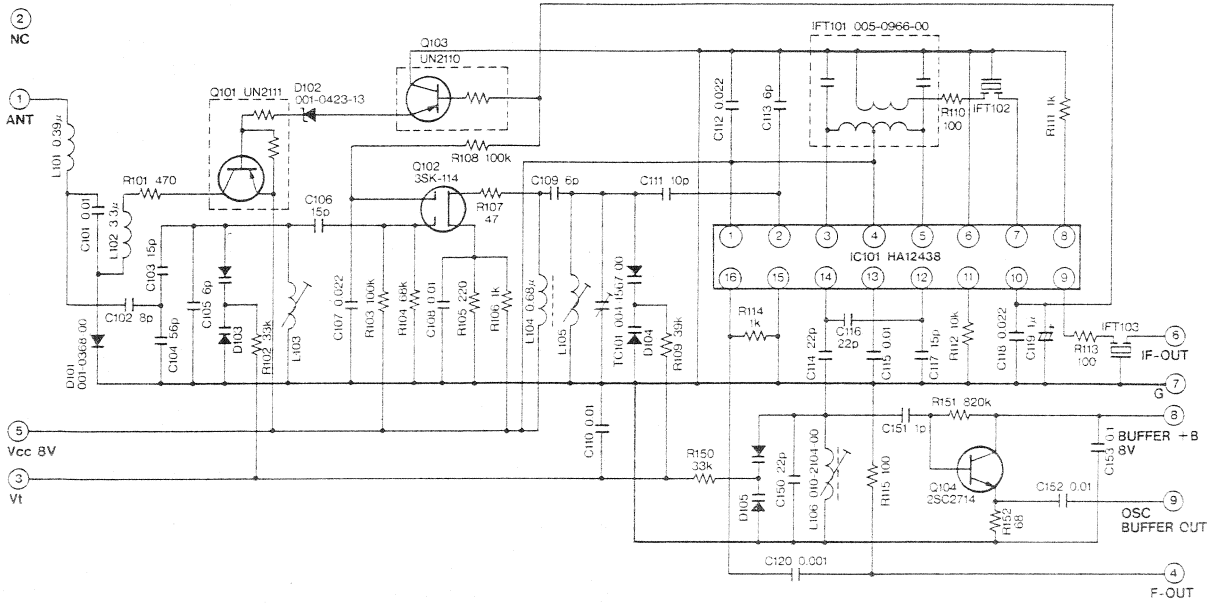 2
NC
1
ANT
L101 0.39μ
C101 0.01
L102 3.3μ
R101 470
Q101 UN2111
D102
001-0423-13
Q103
UN2110
R108 100k
C106
15p
Q102
3SK-114
R107
47
C109 6p
C111 10p
C112 0.022
C113 6p
IFT101 005-0966-00
R110
100
IFT102
R111 1k
1
2
3
4
5
6
7
8
IC101 HA12438
16
15
14
13
12
11
10
9
C103 15p
C102 8p
C104 56p
C105 6p
D103
R102 33k
L103
C107 0.022
R103 100k
R104 68k
C108 0.01
R105 220
R106 1k
L104 0.68μ
L105
D104
R109 39k
R114
1k
C114 22p
C116
22p
C115 0.01
C117 15p
R112 10k
C118 0.022
C119 1μ
R113
100
IFT103
6
IF-OUT
D101
001-0368-00
7
G
5
Vcc 8V
C110 0.01
3
Vt
R150
33k
D105
C150 22p
L106 010-2104-00
C151 1p
R115 100
R151 820k
Q104
2SC2714
R152
68
C152 0.01
C153 0.1
8
BUFFER +B
8V
9
OSC
BUFFER OUT
C120 0.001
4
F-OUT